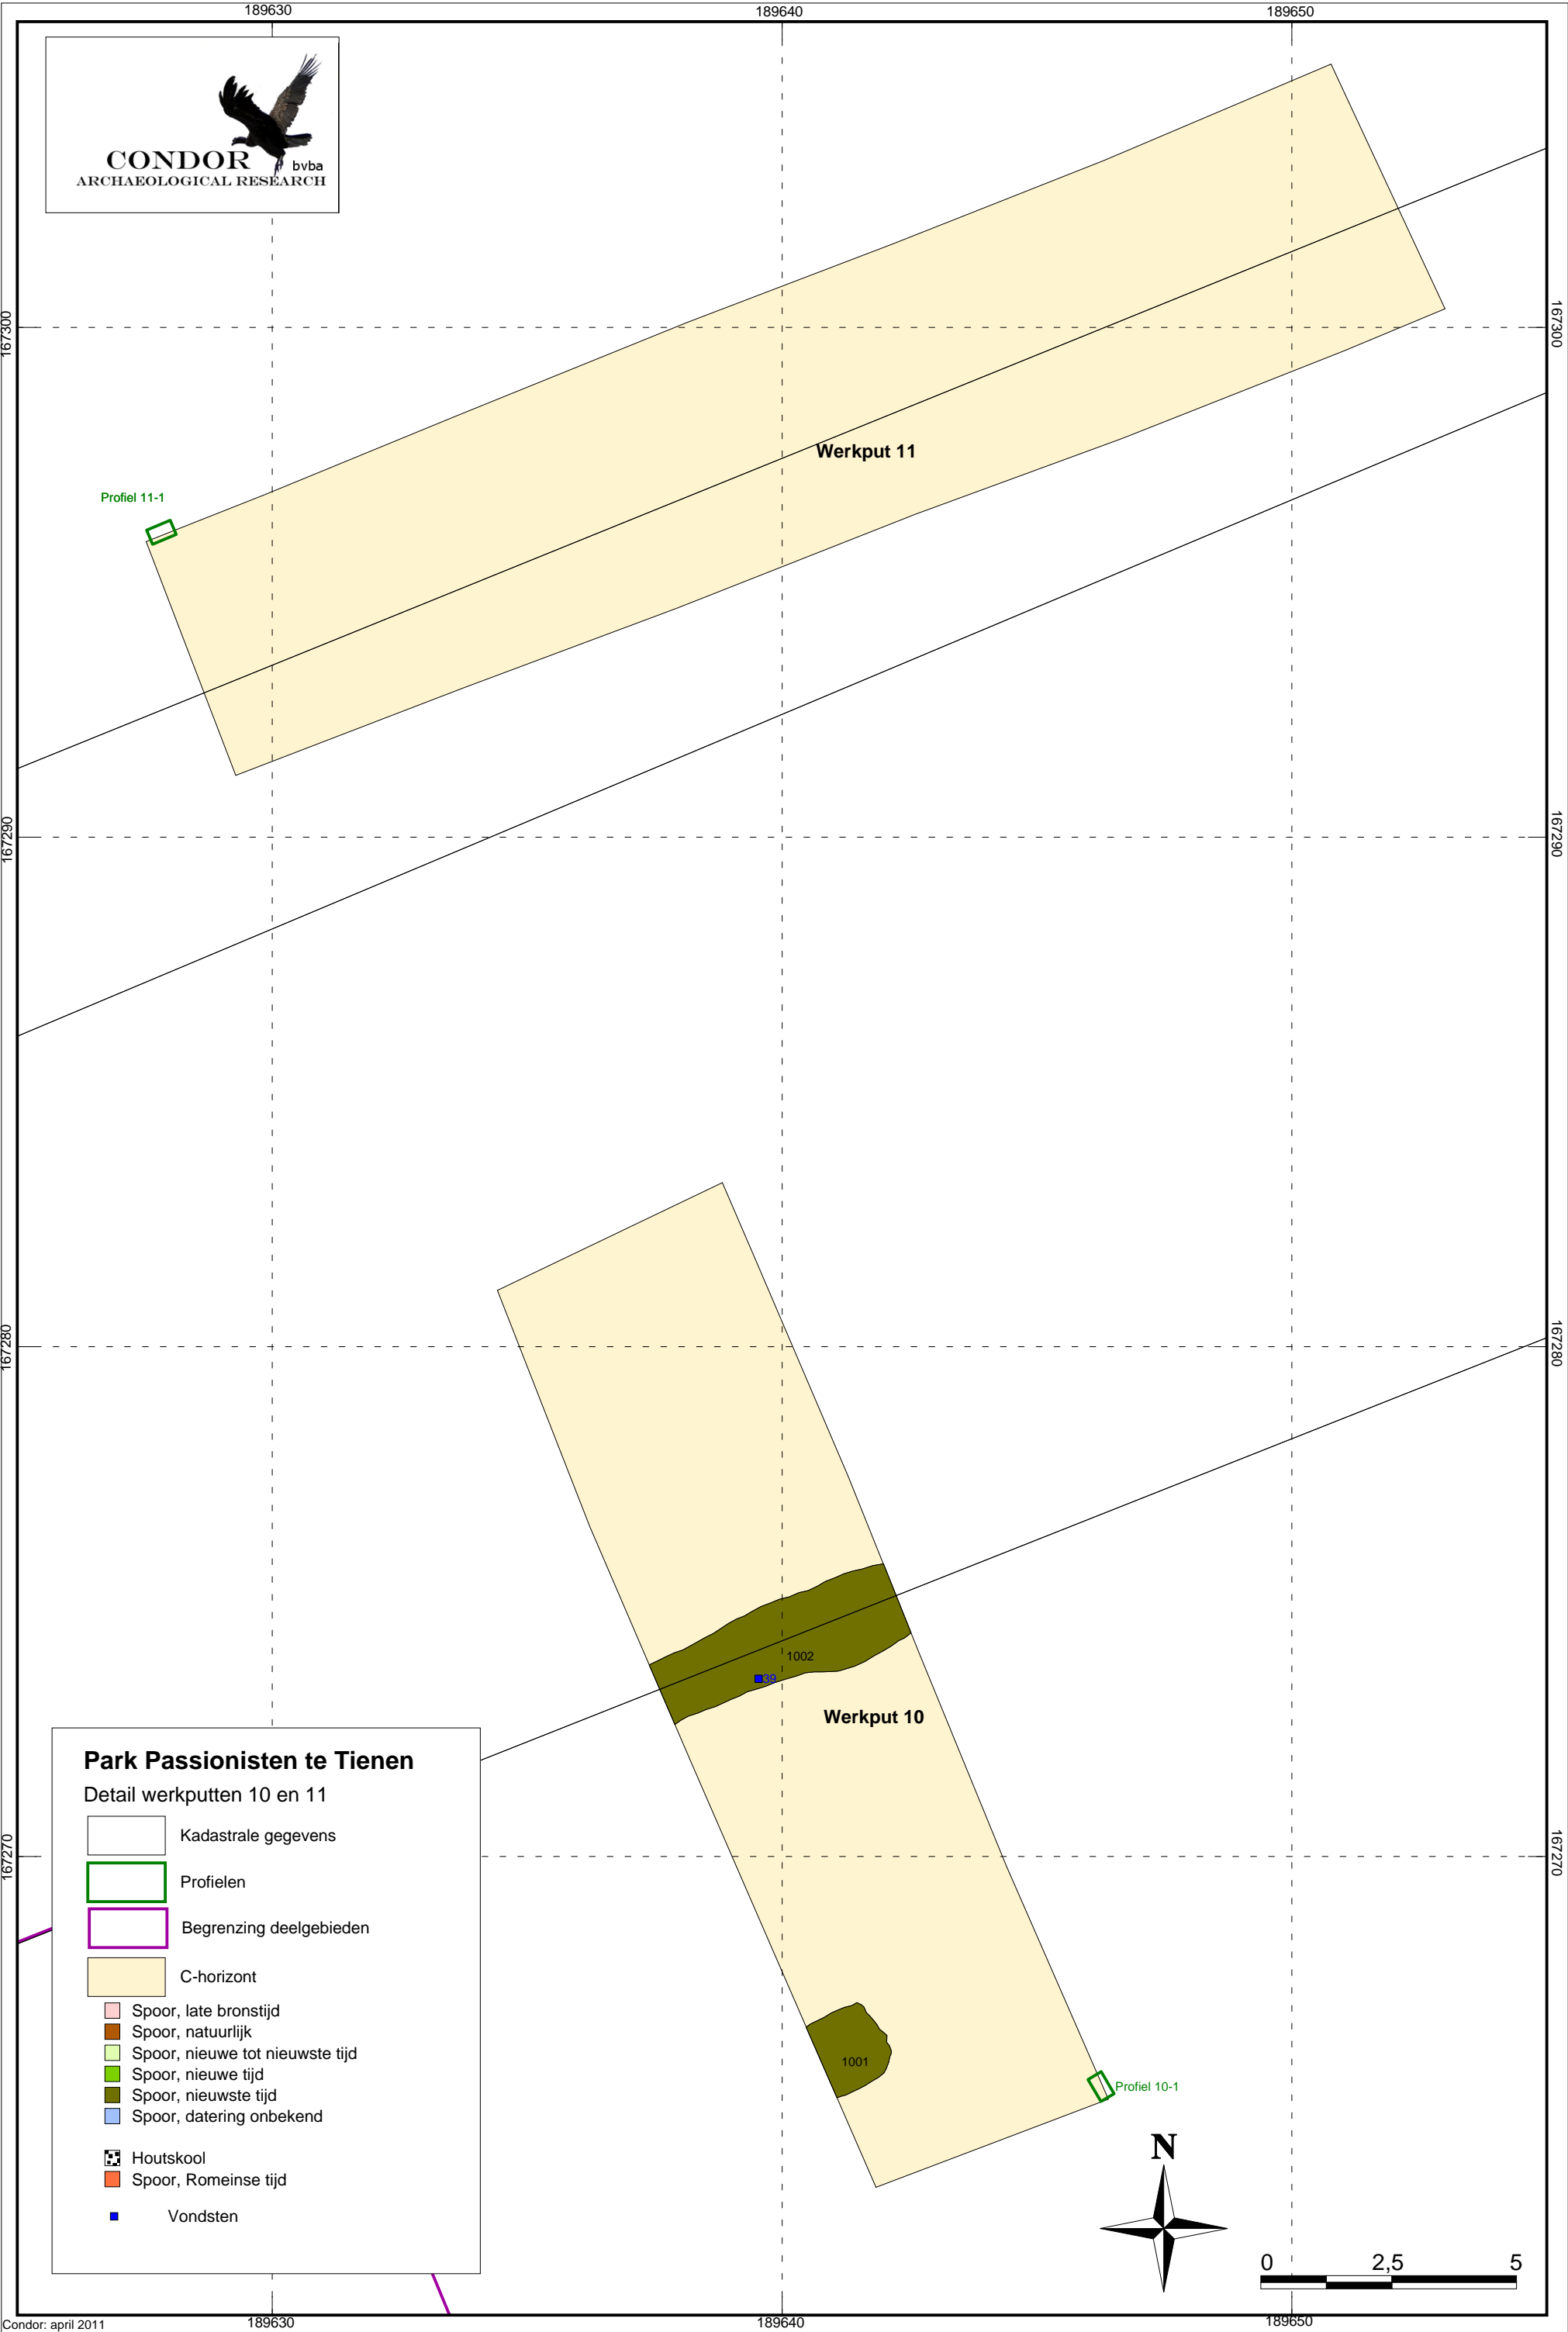 189630
189640
189650
CONDOR bvba
ARCHAEOLOGICAL RESEARCH
167300
167300
Werkput 11
Profiel 11-1
167290
167290
167280
167280
1002
39
Werkput 10
Park Passionisten te Tienen
Detail werkputten 10 en 11
Kadastrale gegevens
167270
167270
Profielen
Begrenzing deelgebieden
C-horizont
Spoor, late bronstijd
Spoor, natuurlijk
Spoor, nieuwe tot nieuwste tijd
Spoor, nieuwe tijd
Spoor, nieuwste tijd
Spoor, datering onbekend
Houtskool
Spoor, Romeinse tijd
Vondsten
1001
Profiel 10-1
N
0 2,5 5
Condor: april 2011
189630
189640
189650